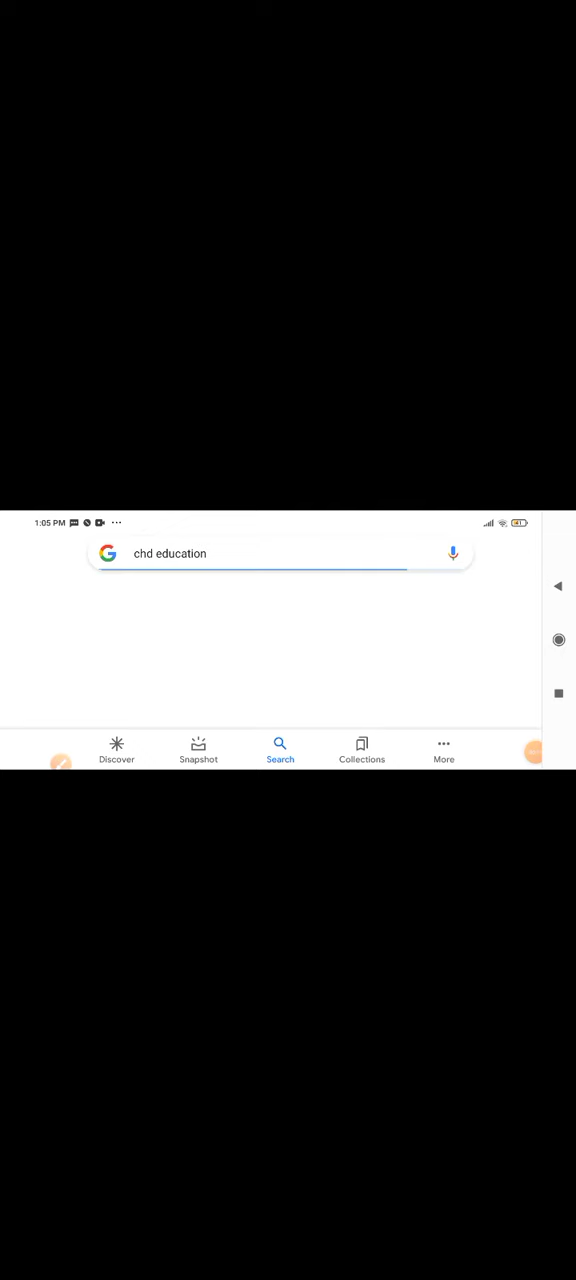 1:05 PM
chd education
Discover
Snapshot
Search
Collections
More